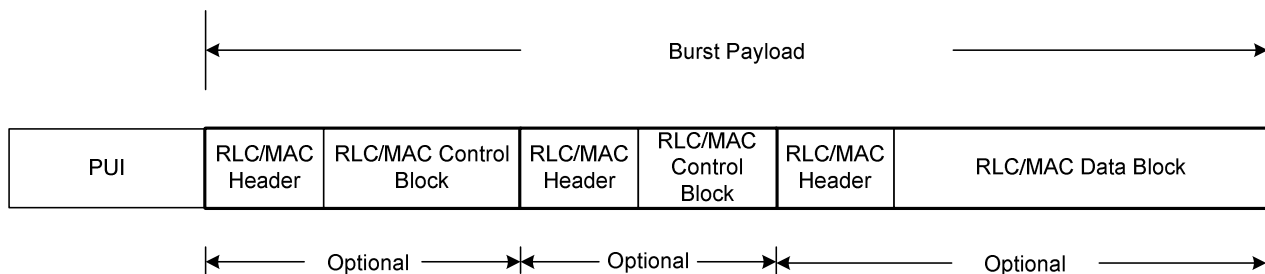 Burst Payload
PUI
RLC/MAC
Header
RLC/MAC Control
Block
RLC/MAC
Header
RLC/MAC
Control
Block
RLC/MAC
Header
RLC/MAC Data Block
Optional
Optional
Optional